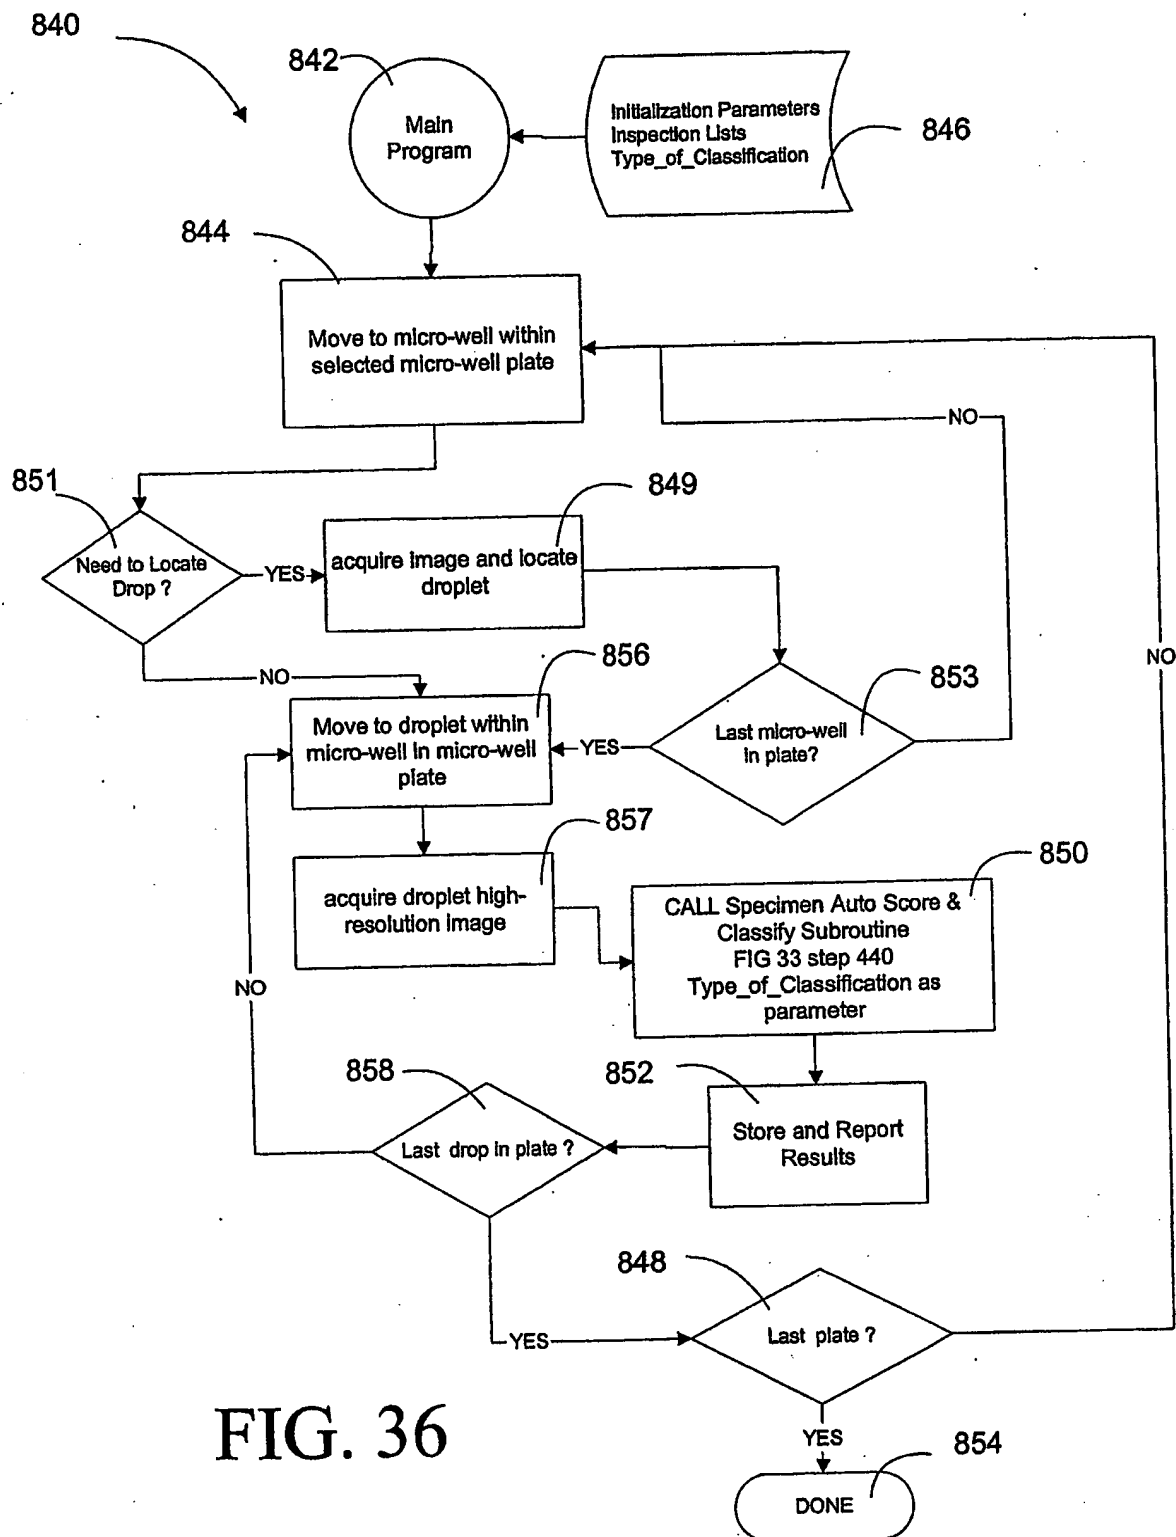 840
842
Main
Program
Initialization Parameters
Inspection Lists
Type_of_Classification
846
844
Move to micro-well within
selected micro-well plate
NO
851
Need to Locate
Drop ?
YES
849
acquire image and locate
droplet
NO
856
Move to droplet within
micro-well in micro-well
plate
YES
853
Last micro-well
in plate?
NO
857
acquire droplet high-
resolution image
850
CALL Specimen Auto Score &
Classify Subroutine
FIG 33 step 440
Type_of_Classification as
parameter
NO
858
Last drop in plate ?
852
Store and Report
Results
848
YES
Last plate ?
FIG. 36
YES
854
DONE